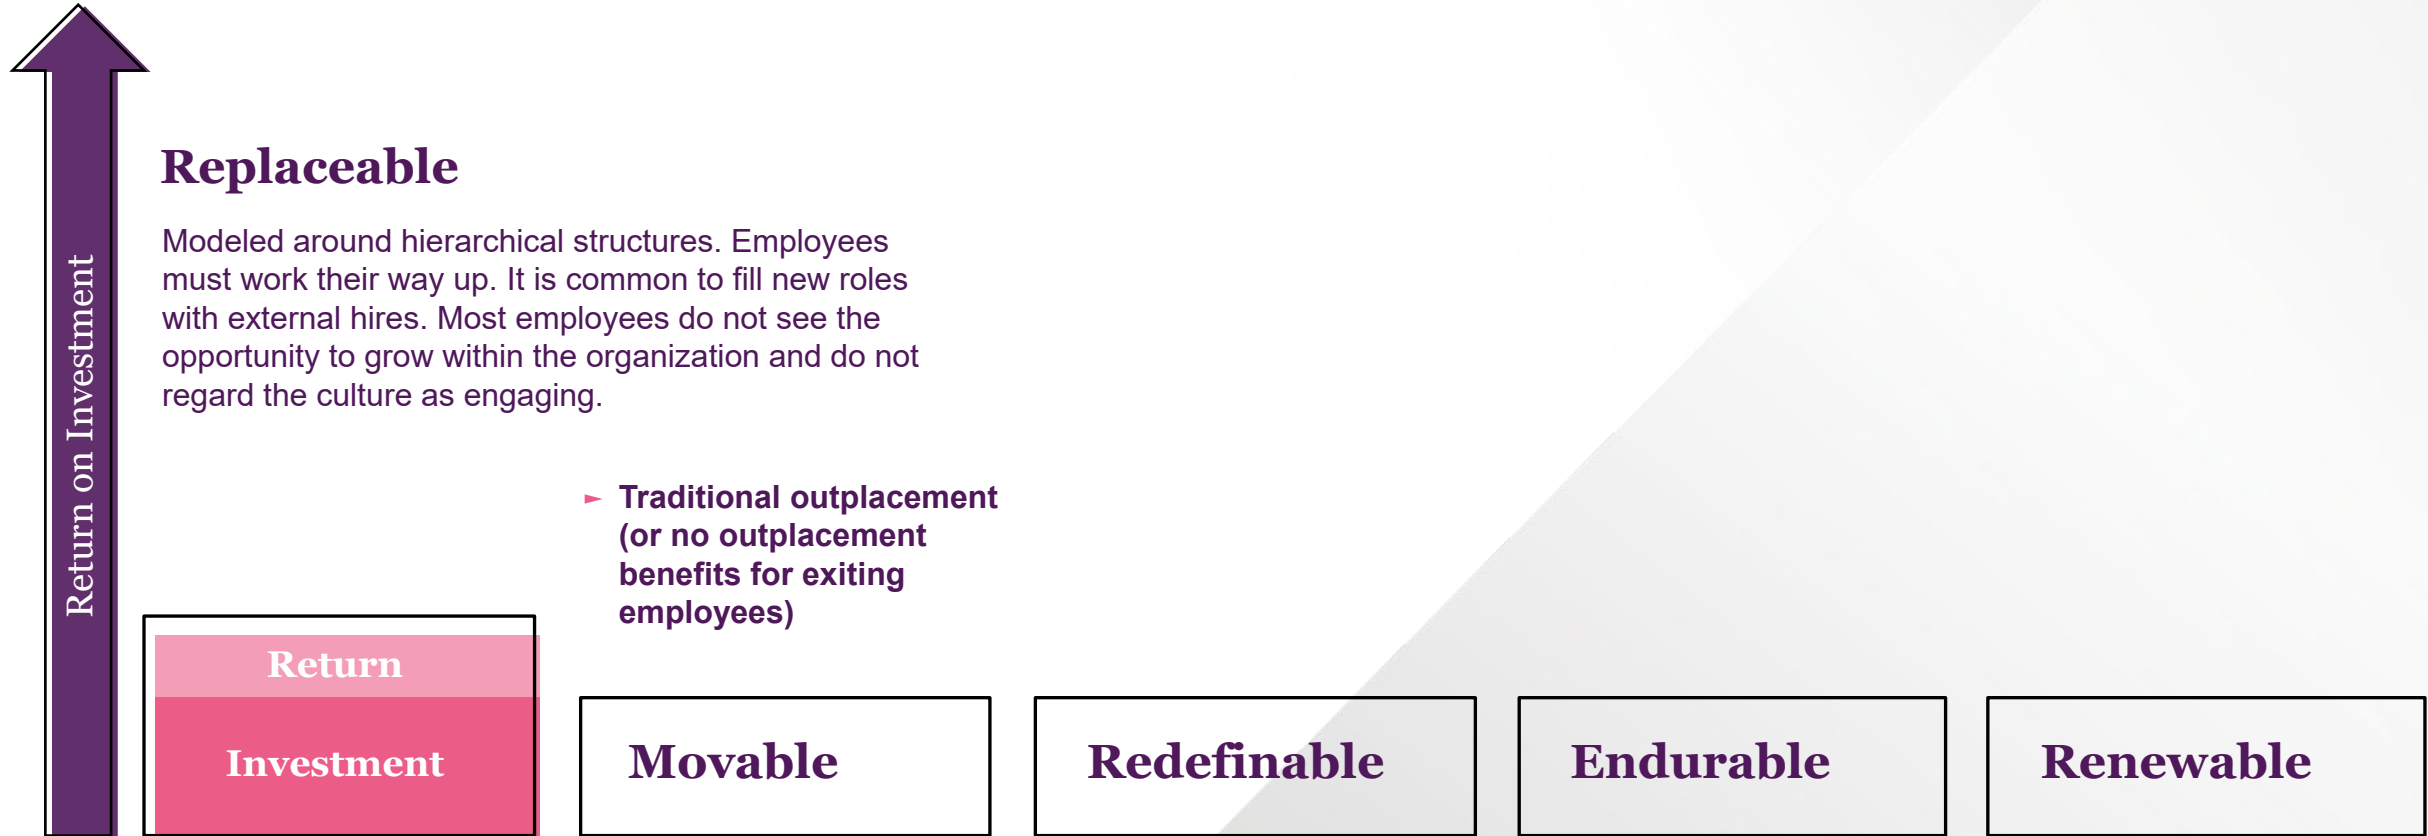 Return on Investment
Replaceable
Modeled around hierarchical structures. Employees
must work their way up. It is common to fill new roles
with external hires. Most employees do not see the
opportunity to grow within the organization and do not
regard the culture as engaging.
► Traditional outplacement
(or no outplacement
benefits for exiting
employees)
Return
Investment
Movable
Redefinable
Endurable
Renewable